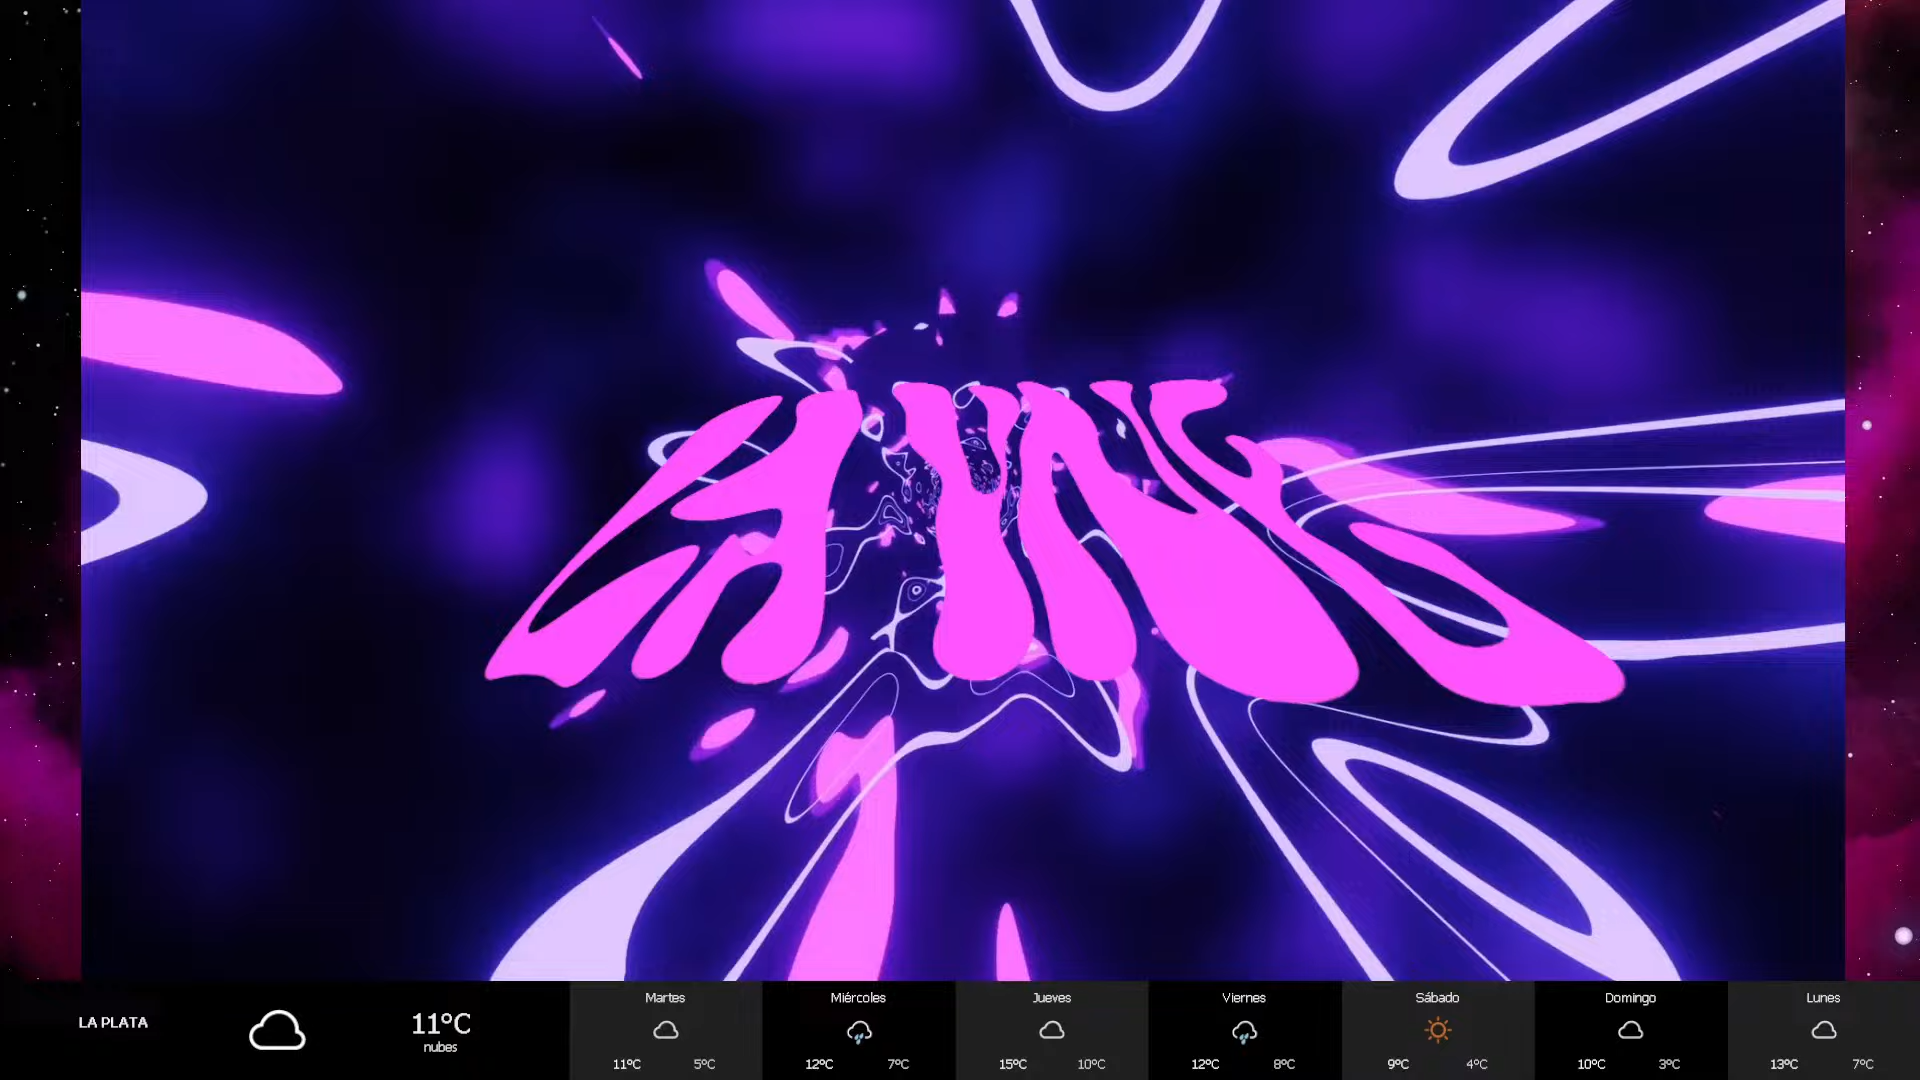 LA PLATA
11°C
nubes
Martes
11°C 5°C
Miércoles
12°C 7°C
Jueves
15°C 10°C
Viernes
12°C 8°C
Sábado
9°C 4°C
Domingo
10°C 3°C
Lunes
13°C 7°C